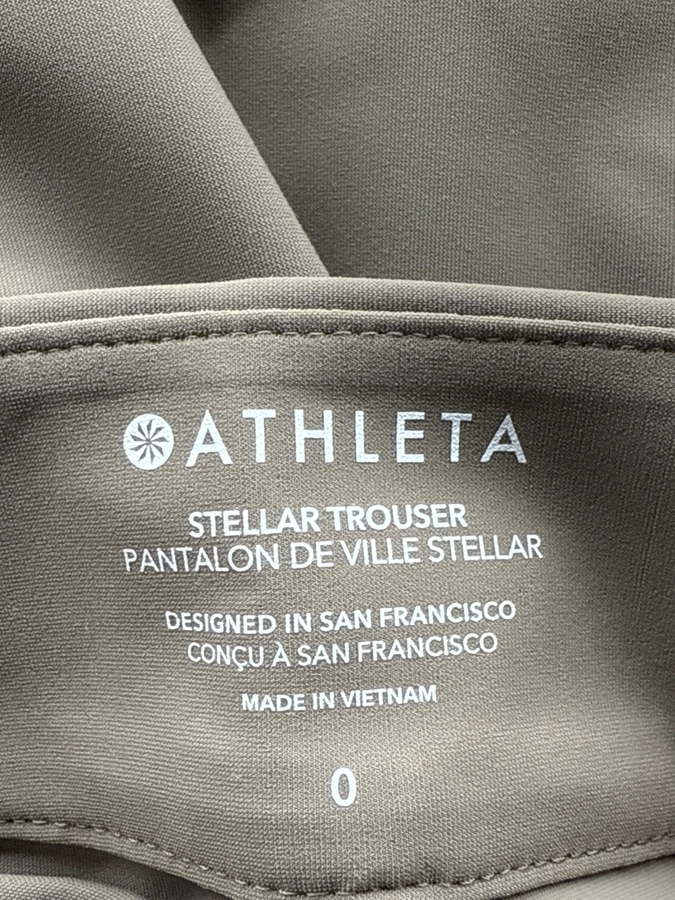 ATHLETA
STELLAR TROUSER
PANTALON DE VILLE STELLAR
DESIGNED IN SAN FRANCISCO
CONÇU À SAN FRANCISCO
MADE IN VIETNAM
0